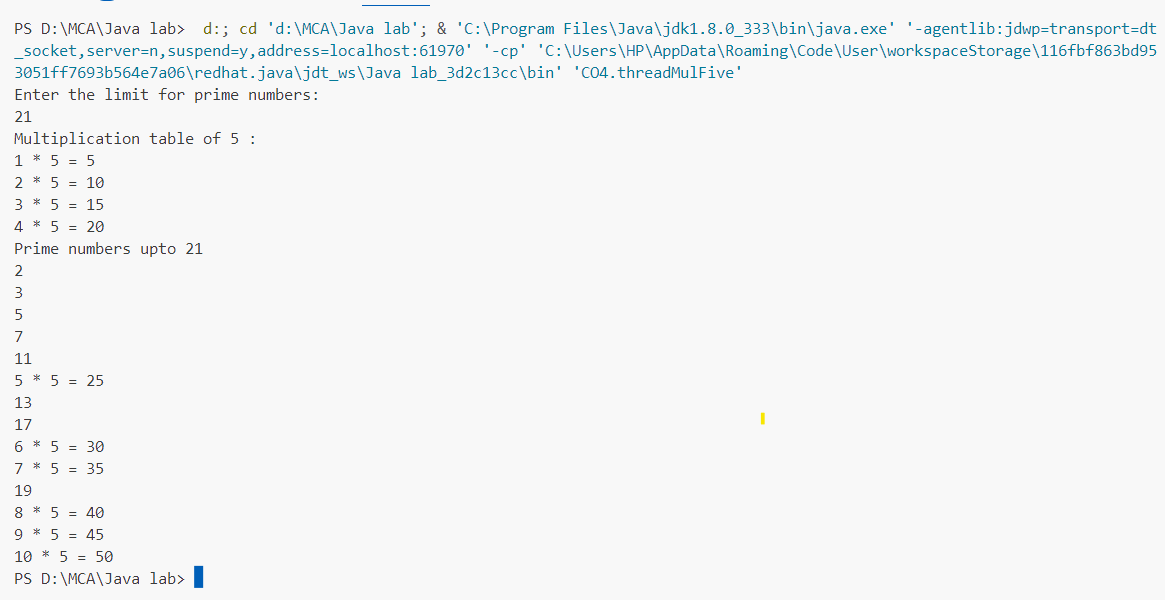 PS D:\MCA\Java lab>  d:; cd 'd:\MCA\Java lab'; & 'C:\Program Files\Java\jdk1.8.0_333\bin\java.exe' '-agentlib:jdwp=transport=dt
_socket,server=n,suspend=y,address=localhost:61970' '-cp' 'C:\Users\HP\AppData\Roaming\Code\User\workspaceStorage\116fbf863bd95
3051ff7693b564e7a06\redhat.java\jdt_ws\Java lab_3d2c13cc\bin' 'CO4.threadMulFive'
Enter the limit for prime numbers:
21
Multiplication table of 5 :
1 * 5 = 5
2 * 5 = 10
3 * 5 = 15
4 * 5 = 20
Prime numbers upto 21
2
3
5
7
11
5 * 5 = 25
13
17
6 * 5 = 30
7 * 5 = 35
19
8 * 5 = 40
9 * 5 = 45
10 * 5 = 50
PS D:\MCA\Java lab>